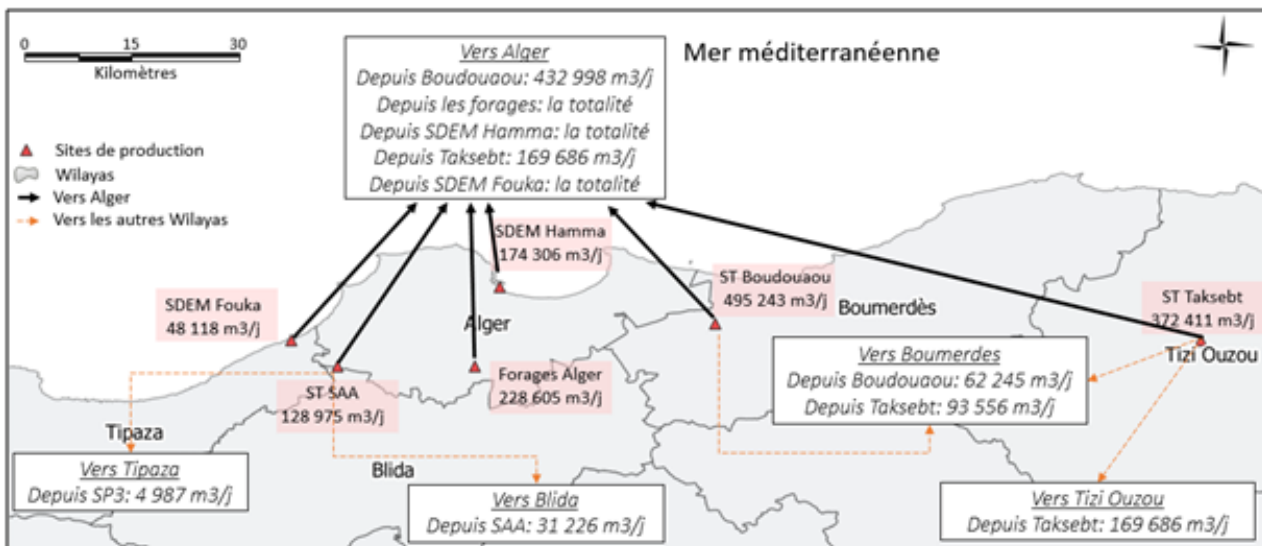 0 15 30
Kilomètres
Sites de production
Wilayas
Vers Alger
Vers les autres Wilayas
Vers Alger
Depuis Boudouaou: 432 998 m3/j
Depuis les forages: la totalité
Depuis SDEM Hamma: la totalité
Depuis Taksebt: 169 686 m3/j
Depuis SDEM Fouka: la totalité
Mer méditerranéenne
SDEM Hamma
174 306 m3/j
ST Boudouaou
495 243 m3/j
Boumerdès
ST Taksebt
372 411 m3/j
Tizi Ouzou
SDEM Fouka
48 118 m3/j
Alger
ST SAA
128 975 m3/j
Forages Alger
228 605 m3/j
Vers Boumerdes
Depuis Boudouaou: 62 245 m3/j
Depuis Taksebt: 93 556 m3/j
Tipaza
Blida
Vers Tipaza
Depuis SP3: 4 987 m3/j
Vers Blida
Depuis SAA: 31 226 m3/j
Vers Tizi Ouzou
Depuis Taksebt: 169 686 m3/j